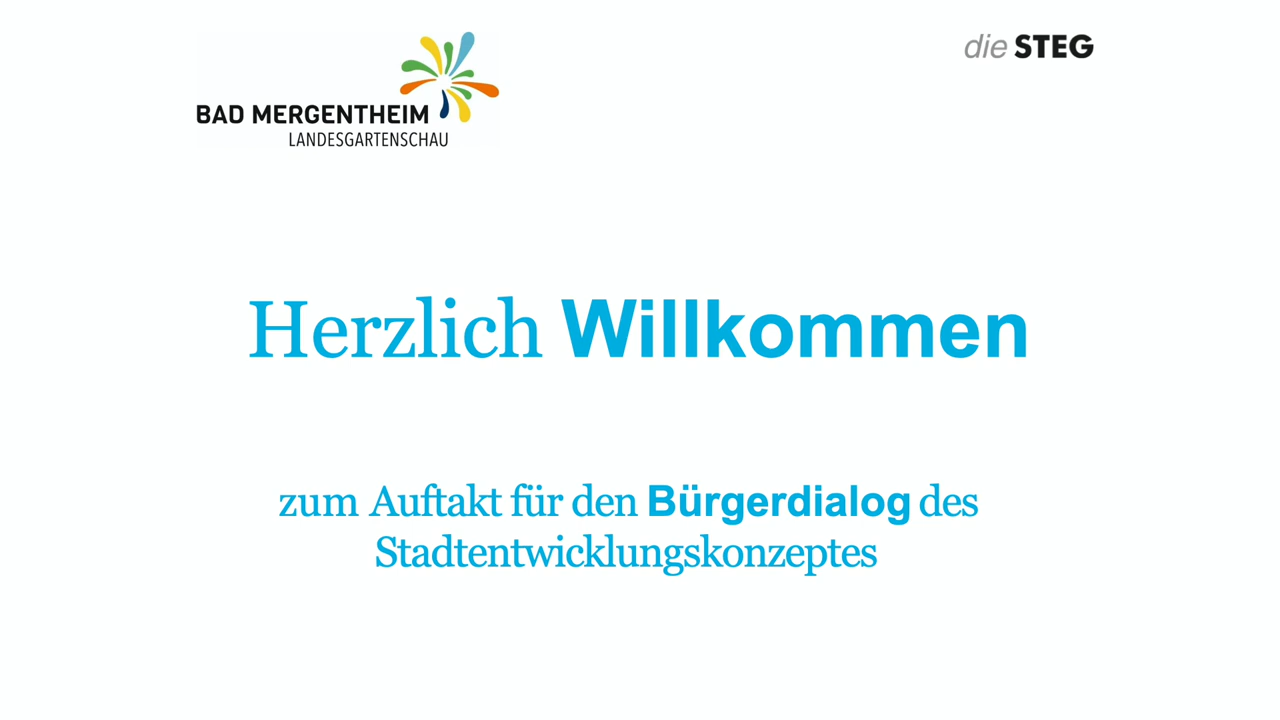 BAD MERGENTHEIM
LANDESGARTENSCHAU
die STEG
Herzlich Willkommen
zum Auftakt für den Bürgerdialog des
Stadtentwicklungskonzeptes